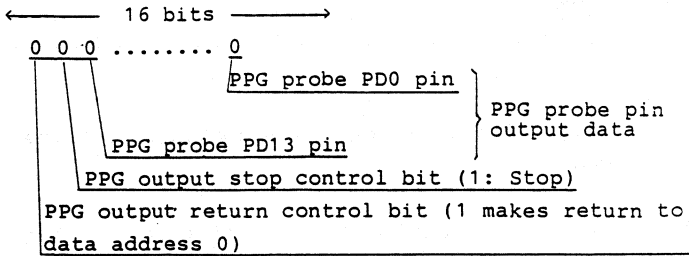 16 bits
0 0 0 ........ 0
PPG probe PD0 pin
PPG probe pin
output data
PPG probe PD13 pin
PPG output stop control bit (1: Stop)
PPG output return control bit (1 makes return to
data address 0)